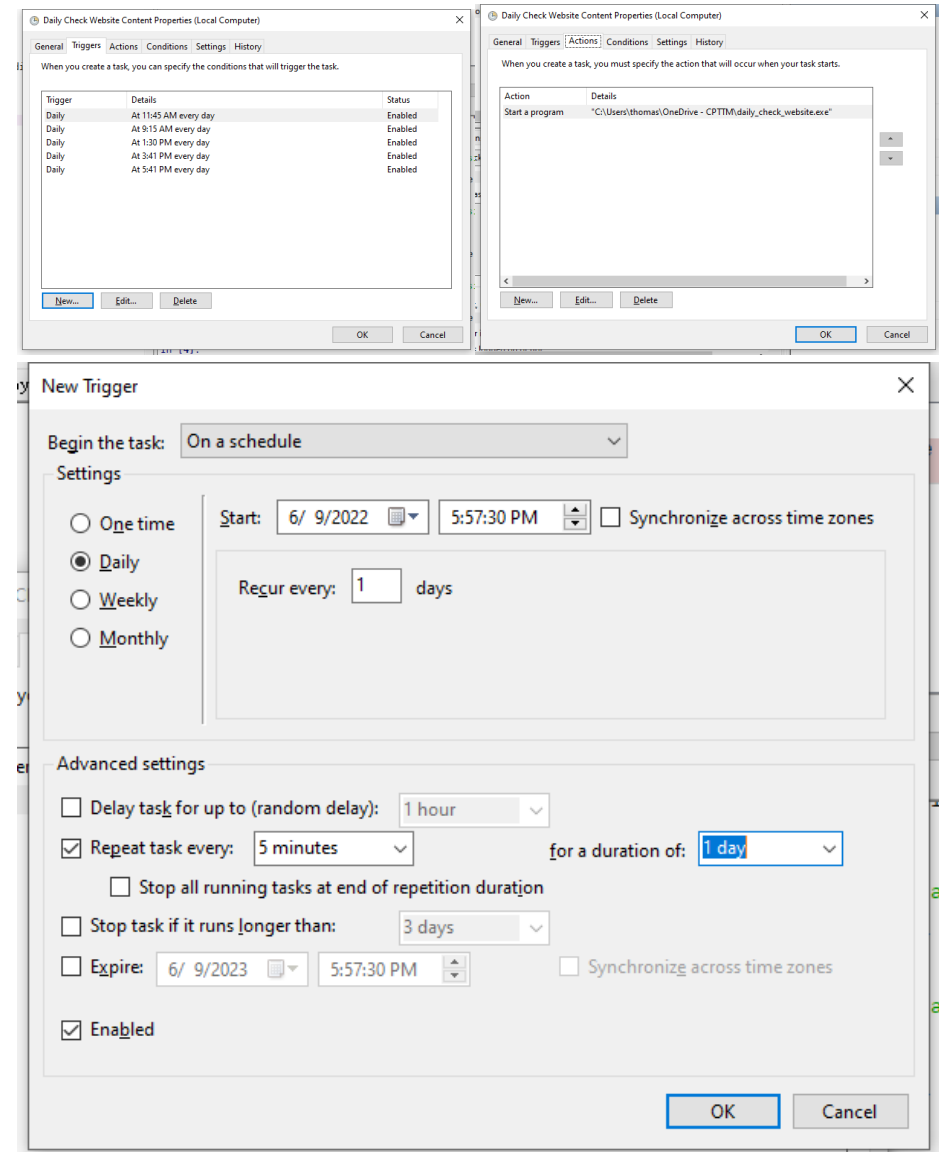 Daily Check Website Content Properties (Local Computer)
General Triggers Actions Conditions Settings History
When you create a task, you can specify the conditions that will trigger the task.
Trigger Details Status
Daily At 11:45 AM every day Enabled
Daily At 9:15 AM every day Enabled
Daily At 1:30 PM every day Enabled
Daily At 3:41 PM every day Enabled
Daily At 5:41 PM every day Enabled
New... Edit... Delete
OK Cancel
Daily Check Website Content Properties (Local Computer)
General Triggers Actions Conditions Settings History
When you create a task, you must specify the action that will occur when your task starts.
Action Details
Start a program "C:\Users\thomas\OneDrive - CPTTM\daily_check_website.exe"
New... Edit... Delete
OK Cancel
New Trigger
Begin the task: On a schedule
Settings
One time
Daily
Weekly
Monthly
Start: 6/ 9/2022 5:57:30 PM Synchronize across time zones
Recur every: 1 days
Advanced settings
Delay task for up to (random delay): 1 hour
Repeat task every: 5 minutes for a duration of: 1 day
Stop all running tasks at end of repetition duration
Stop task if it runs longer than: 3 days
Expire: 6/ 9/2023 5:57:30 PM Synchronize across time zones
Enabled
OK Cancel